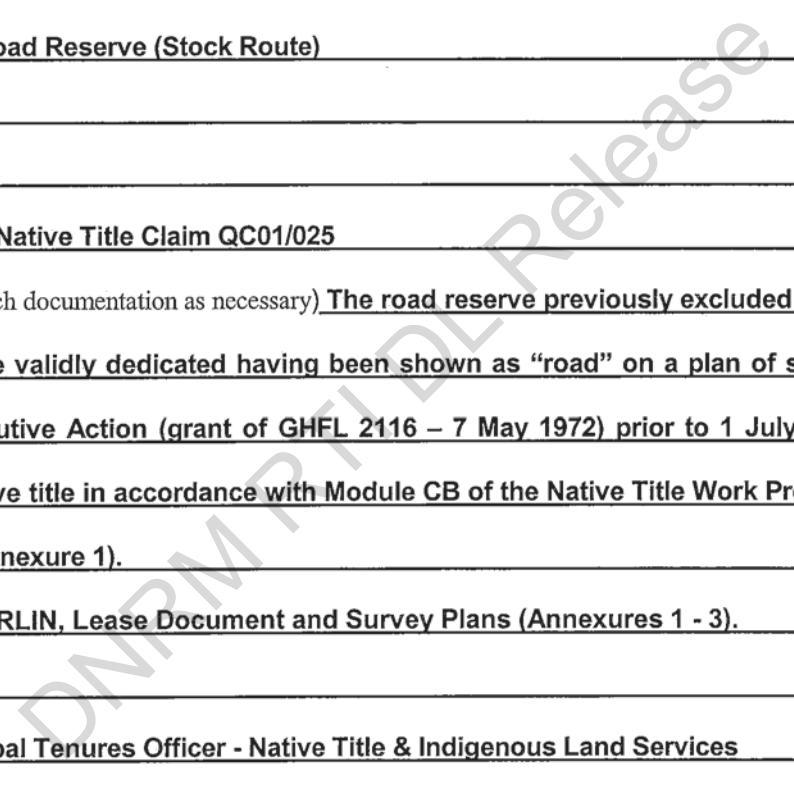 oad Reserve (Stock Route)
Native Title Claim QC01/025
ch documentation as necessary) The road reserve previously excluded
e validly dedicated having been shown as “road” on a plan of s
utive Action (grant of GHFL 2116 – 7 May 1972) prior to 1 July
ve title in accordance with Module CB of the Native Title Work Pr
nexure 1).
RLIN, Lease Document and Survey Plans (Annexures 1 - 3).
pal Tenures Officer - Native Title & Indigenous Land Services
DNRM RTI DL Release